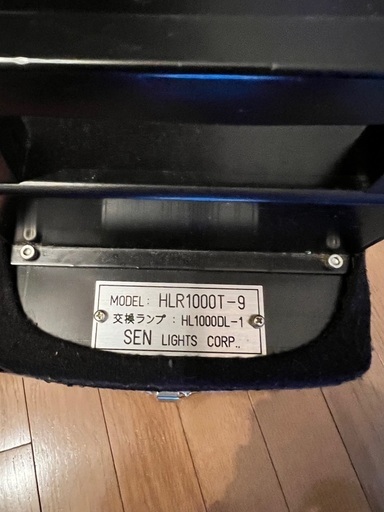 MODEL: HLR1000T-9
交換ランプ: HL1000DL-1
SEN LIGHTS CORP.